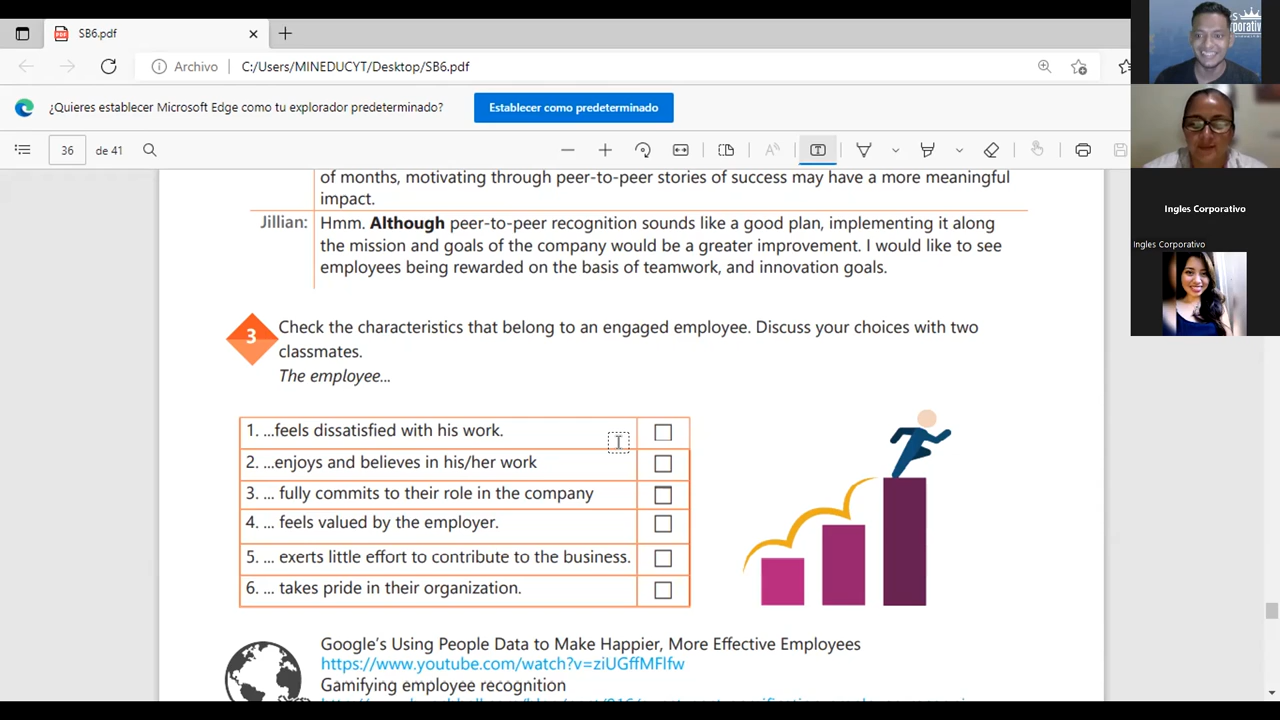 SB6.pdf
Archivo
C:/Users/MINEDUCYT/Desktop/SB6.pdf
¿Quieres establecer Microsoft Edge como tu explorador predeterminado?
Establecer como predeterminado
36
de 41
of months, motivating through peer-to-peer stories of success may have a more meaningful
impact.
Jillian:
Hmm. Although peer-to-peer recognition sounds like a good plan, implementing it along
the mission and goals of the company would be a greater improvement. I would like to see
employees being rewarded on the basis of teamwork, and innovation goals.
3
Check the characteristics that belong to an engaged employee. Discuss your choices with two
classmates.
The employee...
1. ...feels dissatisfied with his work.
2. ...enjoys and believes in his/her work
3. ... fully commits to their role in the company
4. ... feels valued by the employer.
5. ... exerts little effort to contribute to the business.
6. ... takes pride in their organization.
Google's Using People Data to Make Happier, More Effective Employees
https://www.youtube.com/watch?v=ziUGffMFlfw
Gamifying employee recognition
Ingles Corporativo
Ingles Corporativo